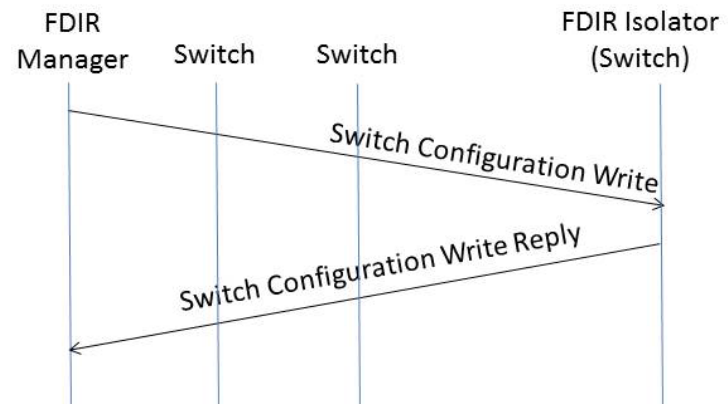 FDIR
Manager
Switch
Switch
FDIR Isolator
(Switch)
Switch Configuration Write
Switch Configuration Write Reply